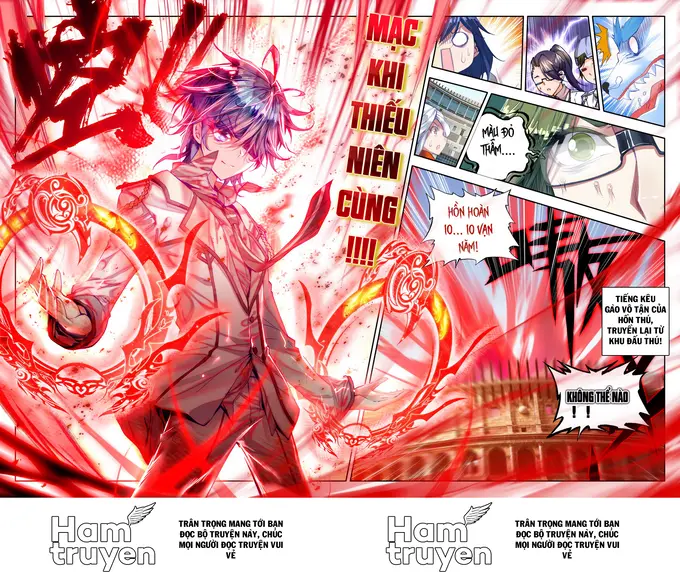 MẠC
KHI
THIẾU
NIÊN
CÙNG
!!!!!
MÀU ĐỎ
THẪM....
HỒN HOÀN
10... 10 VẠN
NĂM!
TIẾNG KÊU
GÁO VÔ TẬN CỦA
HỒN THÚ,
TRUYỀN LẠI TỪ
KHU ĐẤU THÚ!
KHÔNG THỂ NÀO
! !
Ham
truyen
TRÂN TRỌNG MANG TỚI BẠN
ĐỌC BỘ TRUYỆN NÀY, CHÚC
MỌI NGƯỜI ĐỌC TRUYỆN VUI
VẺ
Ham
truyen
TRÂN TRỌNG MANG TỚI BẠN
ĐỌC BỘ TRUYỆN NÀY, CHÚC
MỌI NGƯỜI ĐỌC TRUYỆN VUI
VẺ